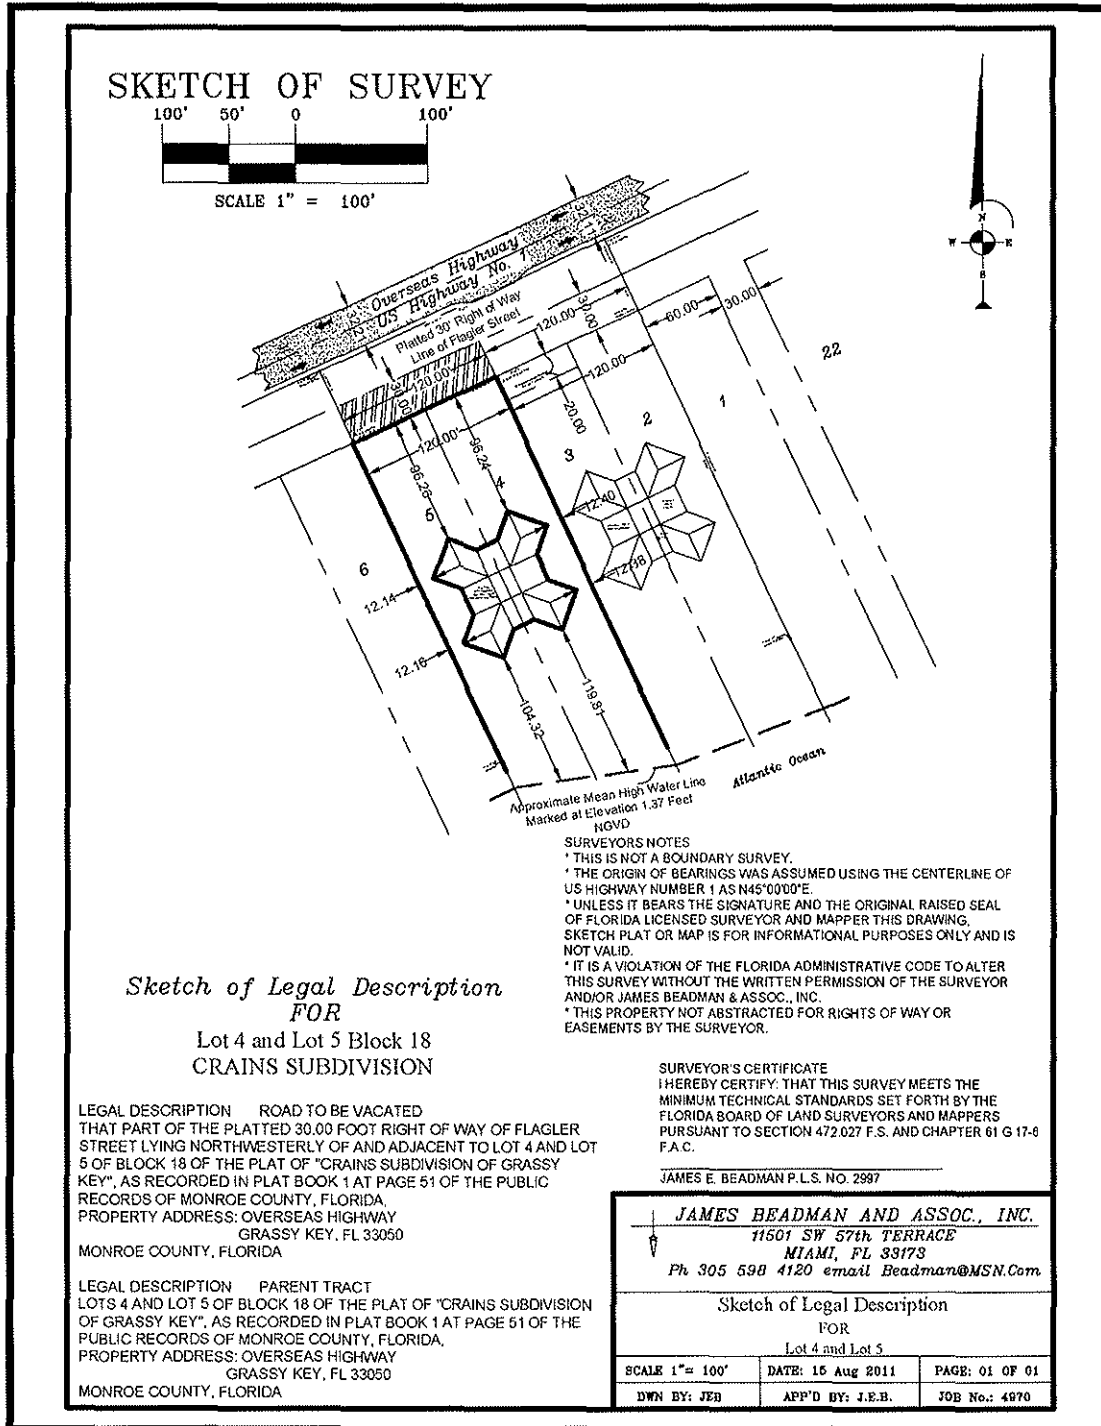 SKETCH OF SURVEY
100' 50' 0 100'
SCALE 1" = 100'
N
W E
S
Overseas Highway
US Highway No. 1
Platted 30' Right of Way
Line of Flagler Street
120.00'
30.00
120.00
30.00
60.00
30.00
120.00
120.00'
20.00
96.26
96.24
22
1
2
3
4
5
6
12.40
12.38
12.14
12.16
104.32
119.81
Atlantic Ocean
Approximate Mean High Water Line
Marked at Elevation 1.37 Feet
NGVD
SURVEYORS NOTES
* THIS IS NOT A BOUNDARY SURVEY.
* THE ORIGIN OF BEARINGS WAS ASSUMED USING THE CENTERLINE OF
US HIGHWAY NUMBER 1 AS N45°00'00"E.
* UNLESS IT BEARS THE SIGNATURE AND THE ORIGINAL RAISED SEAL
OF FLORIDA LICENSED SURVEYOR AND MAPPER THIS DRAWING,
SKETCH PLAT OR MAP IS FOR INFORMATIONAL PURPOSES ONLY AND IS
NOT VALID.
* IT IS A VIOLATION OF THE FLORIDA ADMINISTRATIVE CODE TO ALTER
THIS SURVEY WITHOUT THE WRITTEN PERMISSION OF THE SURVEYOR
AND/OR JAMES BEADMAN & ASSOC., INC.
* THIS PROPERTY NOT ABSTRACTED FOR RIGHTS OF WAY OR
EASEMENTS BY THE SURVEYOR.
Sketch of Legal Description
FOR
Lot 4 and Lot 5 Block 18
CRAINS SUBDIVISION
LEGAL DESCRIPTION ROAD TO BE VACATED
THAT PART OF THE PLATTED 30.00 FOOT RIGHT OF WAY OF FLAGLER
STREET LYING NORTHWESTERLY OF AND ADJACENT TO LOT 4 AND LOT
5 OF BLOCK 18 OF THE PLAT OF "CRAINS SUBDIVISION OF GRASSY
KEY", AS RECORDED IN PLAT BOOK 1 AT PAGE 51 OF THE PUBLIC
RECORDS OF MONROE COUNTY, FLORIDA,
PROPERTY ADDRESS: OVERSEAS HIGHWAY
GRASSY KEY, FL 33050
MONROE COUNTY, FLORIDA
LEGAL DESCRIPTION PARENT TRACT
LOTS 4 AND LOT 5 OF BLOCK 18 OF THE PLAT OF "CRAINS SUBDIVISION
OF GRASSY KEY", AS RECORDED IN PLAT BOOK 1 AT PAGE 51 OF THE
PUBLIC RECORDS OF MONROE COUNTY, FLORIDA,
PROPERTY ADDRESS: OVERSEAS HIGHWAY
GRASSY KEY, FL 33050
MONROE COUNTY, FLORIDA
SURVEYOR'S CERTIFICATE
I HEREBY CERTIFY: THAT THIS SURVEY MEETS THE
MINIMUM TECHNICAL STANDARDS SET FORTH BY THE
FLORIDA BOARD OF LAND SURVEYORS AND MAPPERS
PURSUANT TO SECTION 472.027 F.S. AND CHAPTER 61 G 17-6
F.A.C.
JAMES E. BEADMAN P.L.S. NO. 2997
JAMES BEADMAN AND ASSOC., INC.
11501 SW 57th TERRACE
MIAMI, FL 33173
Ph 305 598 4120 email Beadman@MSN.Com
Sketch of Legal Description
FOR
Lot 4 and Lot 5
SCALE 1"= 100' DATE: 15 Aug 2011 PAGE: 01 OF 01
DWN BY: JEB APP'D BY: J.E.B. JOB No.: 4970